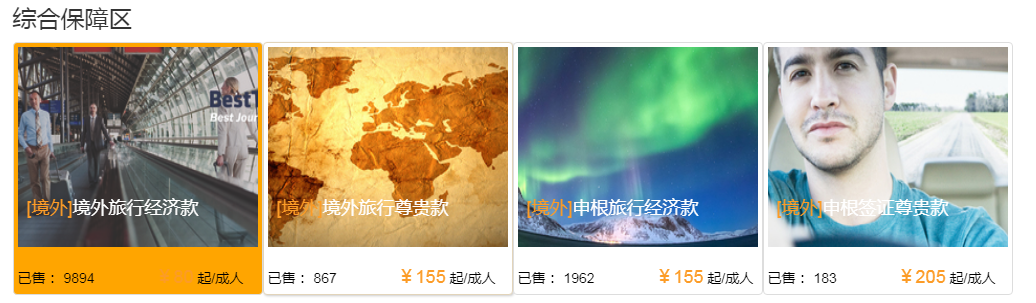 综合保障区
Best
Best Jour
[境外]境外旅行经济款
[境外]境外旅行尊贵款
[境外]申根旅行经济款
[境外]申根签证尊贵款
已售： 9894 起/成人
已售： 867 ¥ 155 起/成人
已售： 1962 ¥ 155 起/成人
已售： 183 ¥ 205 起/成人